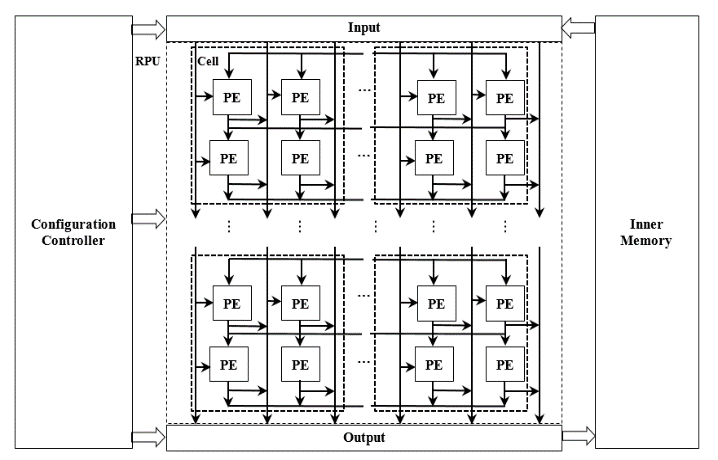 Input
RPU
Cell
PE PE ... PE PE
PE PE ... PE PE
Configuration
Controller
Inner
Memory
⋮ ⋮ ⋮ ⋮ ⋮ ⋮
PE PE ... PE PE
PE PE ... PE PE
Output